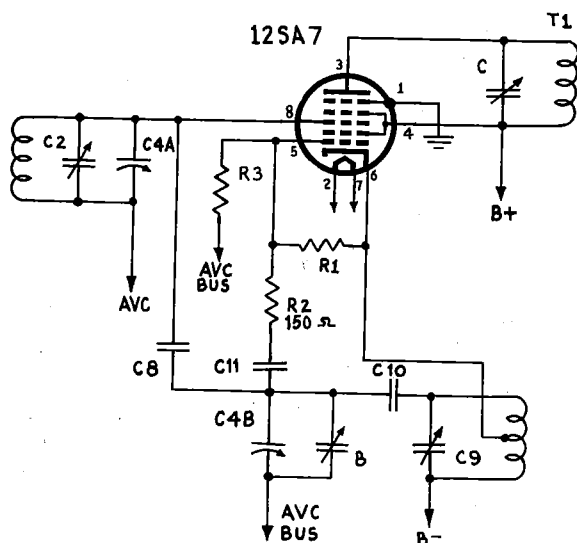 12SA7
T1
3
1
C
8
4
C2
C4A
5
R3
2
7
6
B+
AVC
BUS
R1
AVC
R2
150 Ω
C8
C11
C10
C4B
B
C9
AVC
BUS
B-